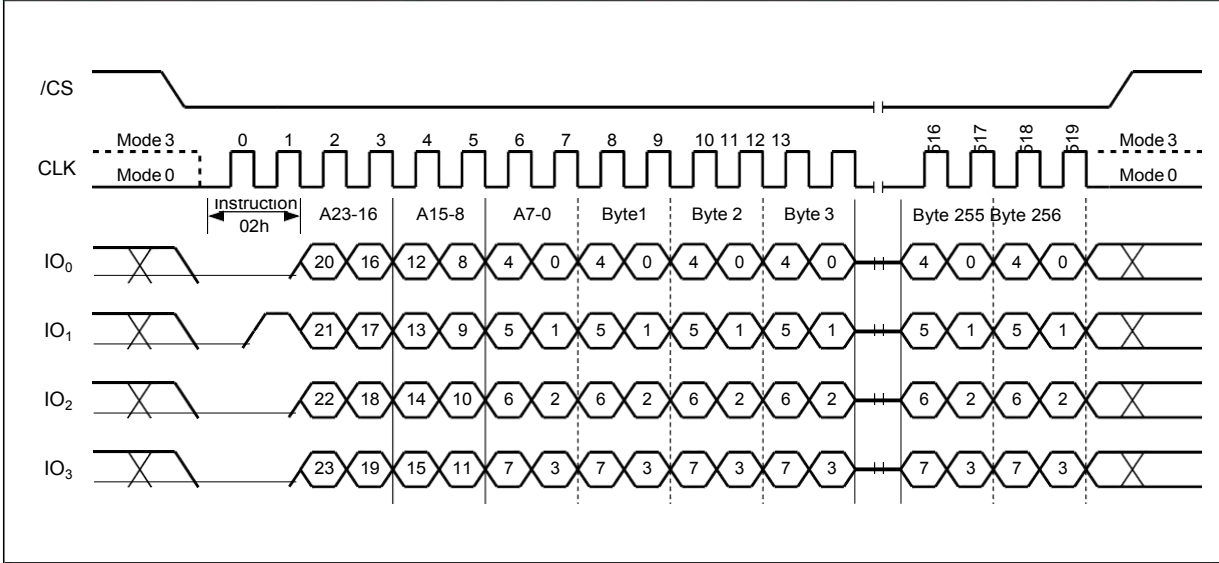 /CS
Mode 3 0 1 2 3 4 5 6 7 8 9 10 11 12 13 516 517 518 519 Mode 3
CLK
Mode 0 Mode 0
Instruction
02h
A23-16 A15-8 A7-0 Byte1 Byte 2 Byte 3 Byte 255 Byte 256
IO0 20 16 12 8 4 0 4 0 4 0 4 0 4 0 4 0
IO1 21 17 13 9 5 1 5 1 5 1 5 1 5 1 5 1
IO2 22 18 14 10 6 2 6 2 6 2 6 2 6 2 6 2
IO3 23 19 15 11 7 3 7 3 7 3 7 3 7 3 7 3